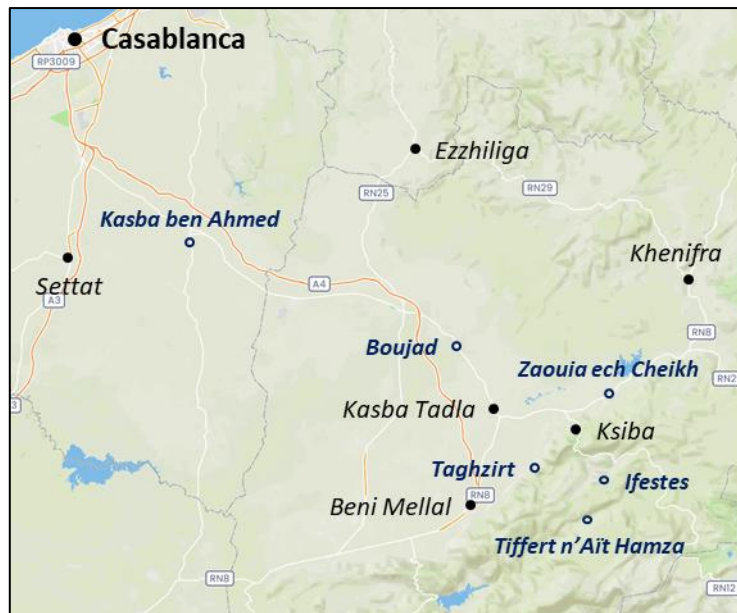 Casablanca
RP3009
Ezzhiliga
RN25
RN29
Kasba ben Ahmed
Khenifra
Settat
A4
A3
RN8
Boujad
Zaouia ech Cheikh
RN2
Kasba Tadla
3
Ksiba
Taghzirt
Ifestes
RN8
Beni Mellal
Tiffert n’Aït Hamza
RN8
RN12